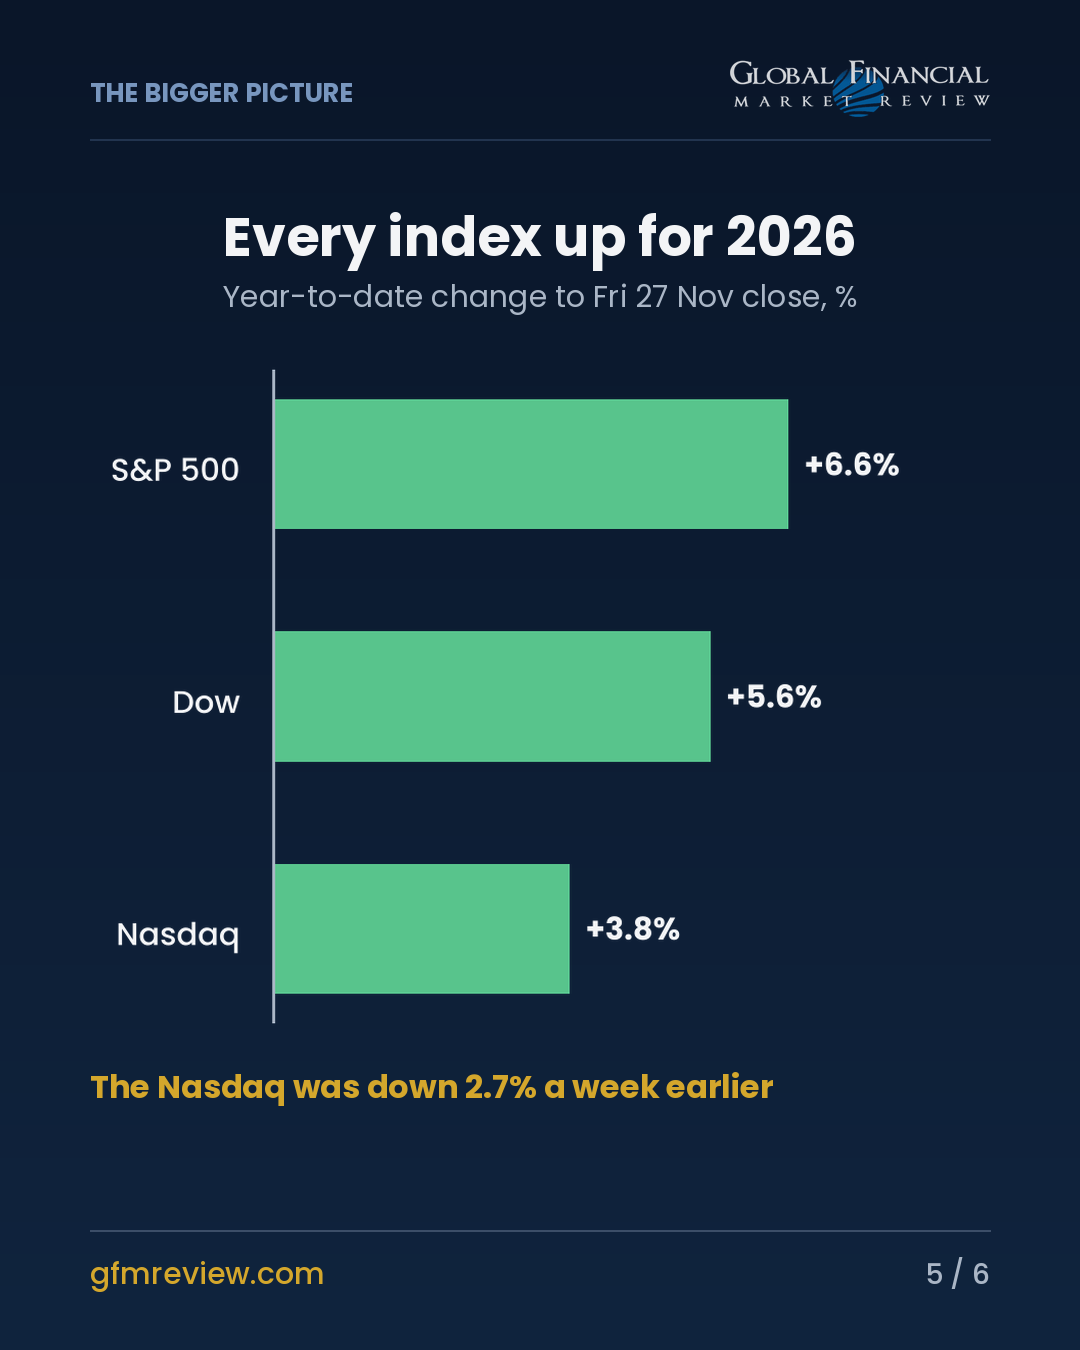 THE BIGGER PICTURE
GLOBAL FINANCIAL
MARKET REVIEW
Every index up for 2026
Year-to-date change to Fri 27 Nov close, %
S&P 500
+6.6%
Dow
+5.6%
Nasdaq
+3.8%
The Nasdaq was down 2.7% a week earlier
gfmreview.com
5 / 6